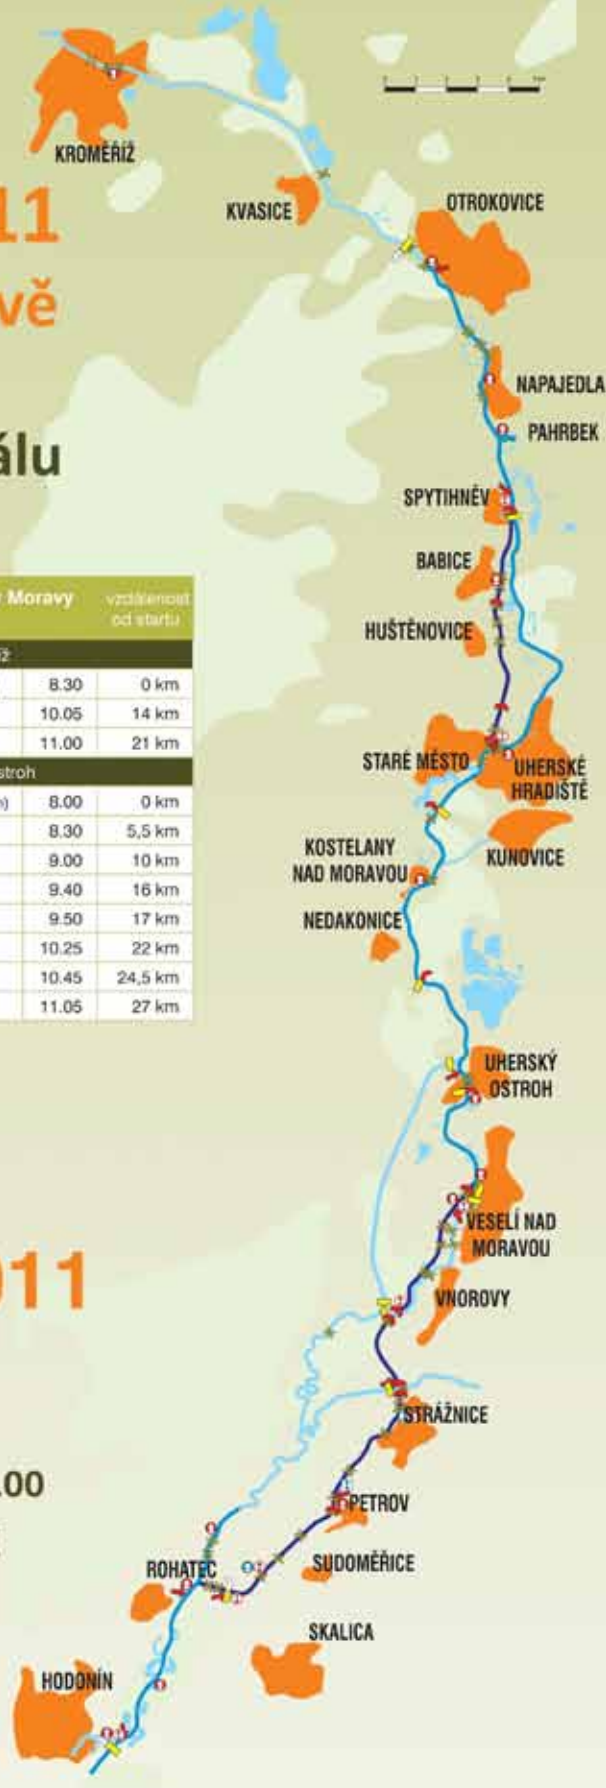 KROMĚŘÍŽ
KVASICE
OTROKOVICE
11
vě
NAPAJEDLA
PAHRBEK
álu
SPYTIHNĚV
BABICE
HUŠTĚNOVICE
Moravy vzdálenost
od startu
íž
8.30 0 km
10.05 14 km
11.00 21 km
stroh
8.00 0 km
8.30 5,5 km
9.00 10 km
9.40 16 km
9.50 17 km
10.25 22 km
10.45 24,5 km
11.05 27 km
STARÉ MĚSTO
UHERSKÉ
HRADIŠTĚ
KOSTELANY
NAD MORAVOU
KUNOVICE
NEDAKONICE
UHERSKÝ
OSTROH
VESELÍ NAD
MORAVOU
011
VNOROVY
STRÁŽNICE
.00
PETROV
ROHATEC
SUDOMĚŘICE
SKALICA
HODONÍN